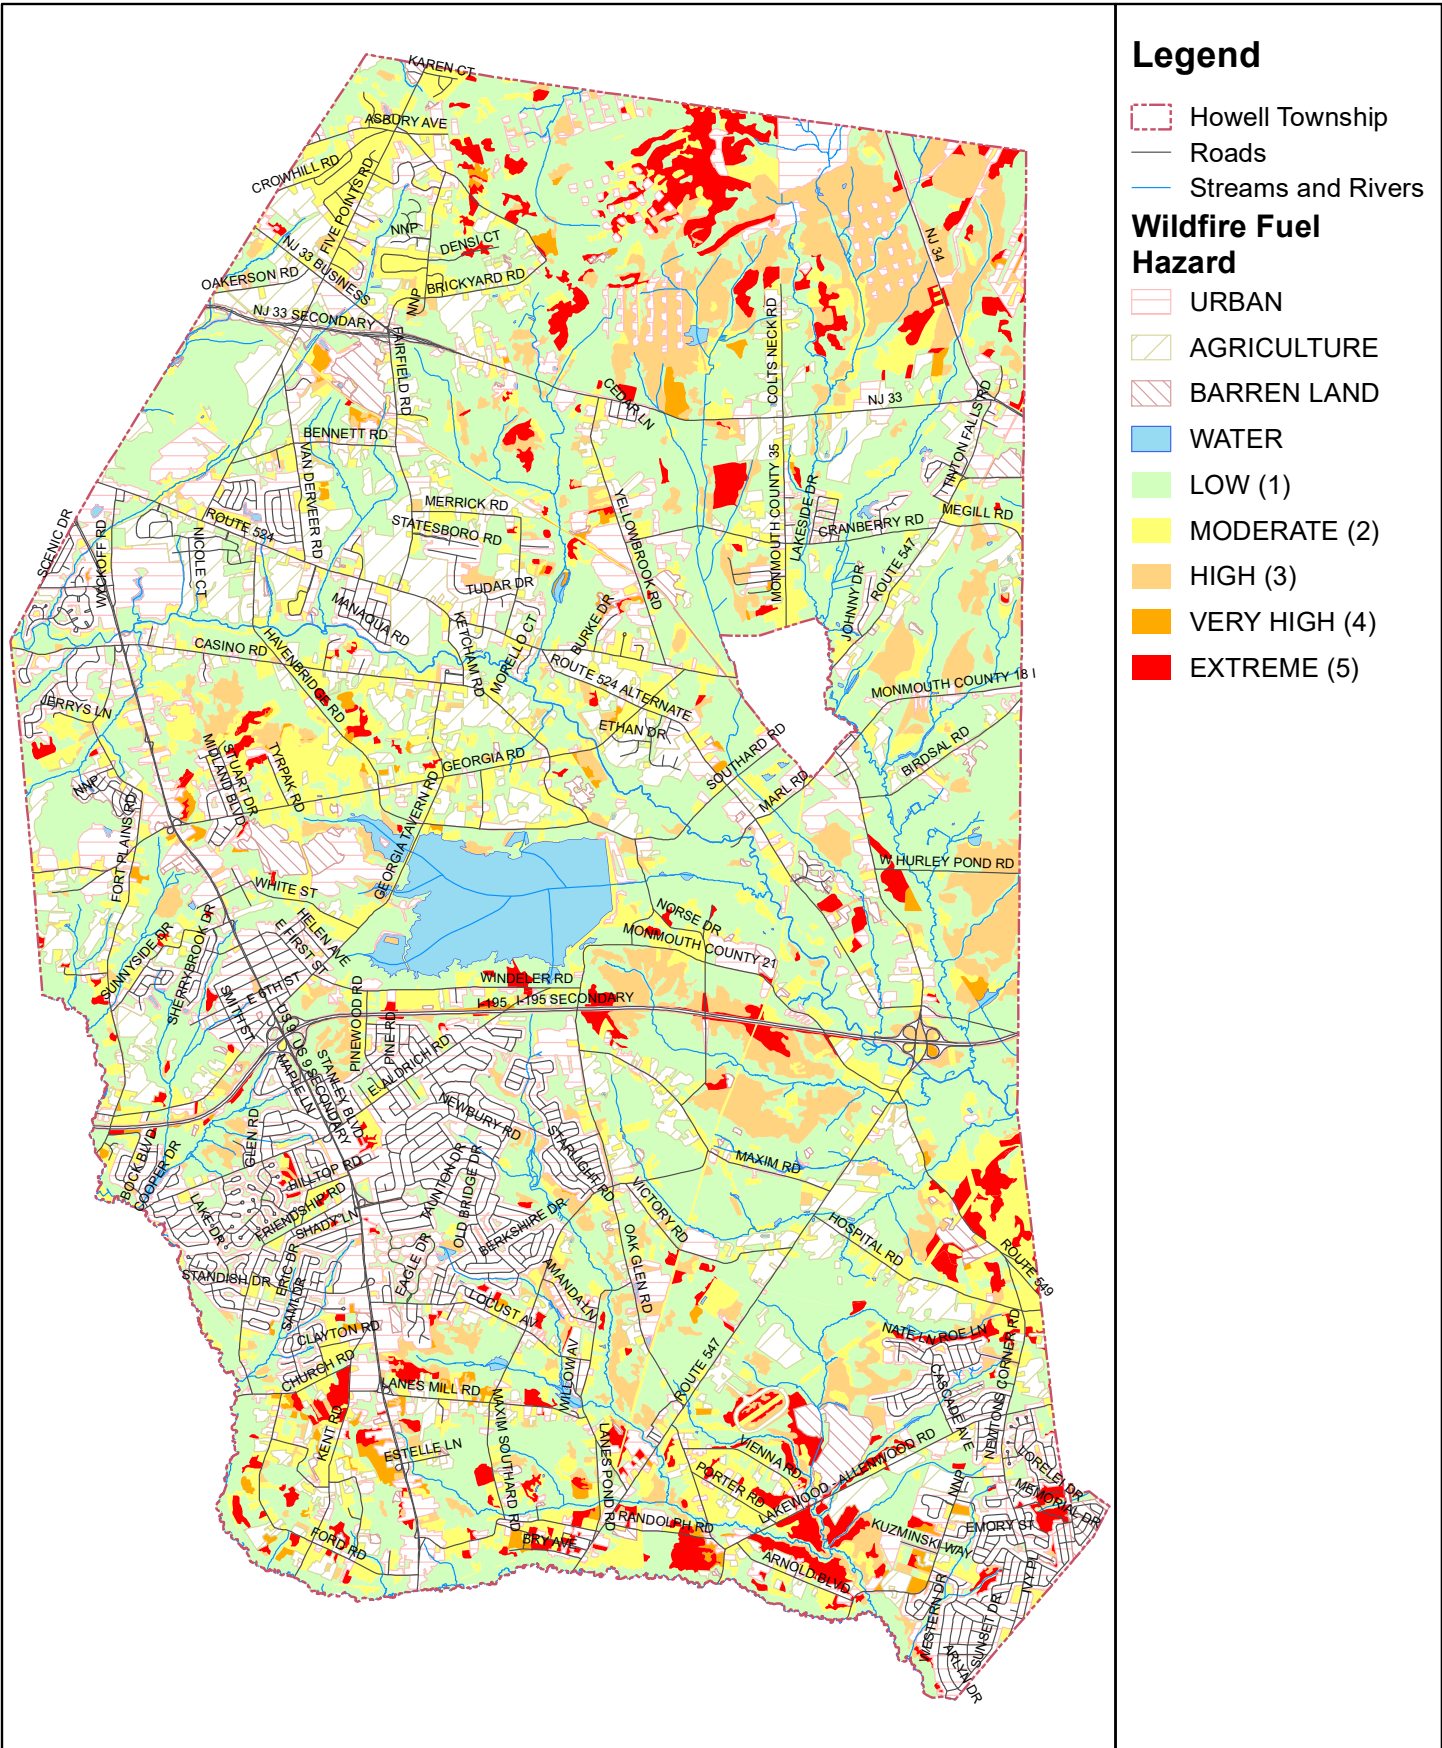 Legend
Howell Township
Roads
Streams and Rivers
Wildfire Fuel
Hazard
URBAN
AGRICULTURE
BARREN LAND
WATER
LOW (1)
MODERATE (2)
HIGH (3)
VERY HIGH (4)
EXTREME (5)
KAREN CT
ASBURY AVE
CROWHILL RD
FIVE POINTS RD
NNP
DENSI CT
NJ 33 BUSINESS
OAKERSON RD
BRICKYARD RD
NNP
NJ 34
NJ 33 SECONDARY
FAIRFIELD RD
COLTS NECK RD
CEDAR LN
NJ 33
TINTON FALLS RD
BENNETT RD
VAN DERVEER RD
MERRICK RD
YELLOWBROOK RD
MONMOUTH COUNTY 35
LAKESIDE DR
CRANBERRY RD
MEGILL RD
SCENIC DR
WYCKOFF RD
NICOLE CT
ROUTE 524
STATESBORO RD
ROUTE 547
JOHNNY DR
TUDAR DR
MANAQUA RD
KETCHAM RD
MORELLO CT
BURKE DR
CASINO RD
HAVENBRIDGE RD
ROUTE 524 ALTERNATE
MONMOUTH COUNTY 18 I
JERRYS LN
ETHAN DR
BIRDSAL RD
SOUTHARD RD
MIDLAND BLVD
STUART DR
TYRPAK RD
GEORGIA RD
MARL RD
NNP
FORT PLAINS RD
GEORGIA TAVERN RD
W HURLEY POND RD
WHITE ST
HELEN AVE
E FIRST ST
NORSE DR
MONMOUTH COUNTY 21
SUNNYSIDE DR
SHERRYBROOK DR
E 6TH ST
SMITH ST
WINDELER RD
I-195
I-195 SECONDARY
US 9
US 9 SECONDARY
PINEWOOD RD
PINE RD
MAPLE LN
STANLEY BLVD
E ALDRICH RD
NEWBURY RD
GLEN RD
BOCK BLVD
COOPER DR
HILLTOP RD
STARLIGHT RD
MAXIM RD
TAUNTON DR
OLD BRIDGE DR
VICTORY RD
LAKE DR
FRIENDSHIP RD
SHADY LN
BERKSHIRE DR
HOSPITAL RD
ROUTE 549
OAK GLEN RD
EAGLE DR
STANDISH DR
ERIC DR
SAMI DR
AMANDA LN
LOCUST AV
CLAYTON RD
NATE LN
ROE LN
NEWTONS CORNER RD
CHURCH RD
WILLOW AV
ROUTE 547
LANES MILL RD
CASCADE AVE
KENT RD
MAXIM SOUTHARD RD
ESTELLE LN
LANES POND RD
VIENNA RD
LAKEWOOD - ALLENWOOD RD
PORTER RD
LORELEI DR
MEMORIAL DR
NNP
RANDOLPH RD
KUZMINSKI WAY
EMORY ST
FORD RD
BRY AVE
ARNOLD BLVD
IVY PL
WESTERN DR
SUNSET DR
ARLYN DR